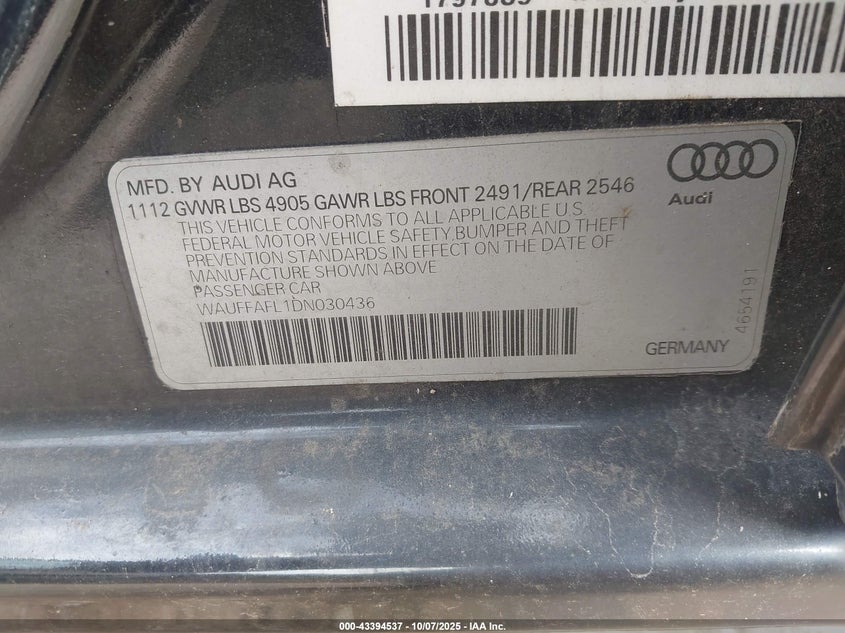 MFD. BY AUDI AG
1112 GVWR LBS 4905 GAWR LBS FRONT 2491/REAR 2546
THIS VEHICLE CONFORMS TO ALL APPLICABLE U.S.
FEDERAL MOTOR VEHICLE SAFETY,BUMPER AND THEFT
PREVENTION STANDARDS IN EFFECT ON THE DATE OF
MANUFACTURE SHOWN ABOVE
PASSENGER CAR
WAUFFAFL1DN030436
Audi
4654191
GERMANY
000-43394537 - 10/07/2025 - IAA Inc.